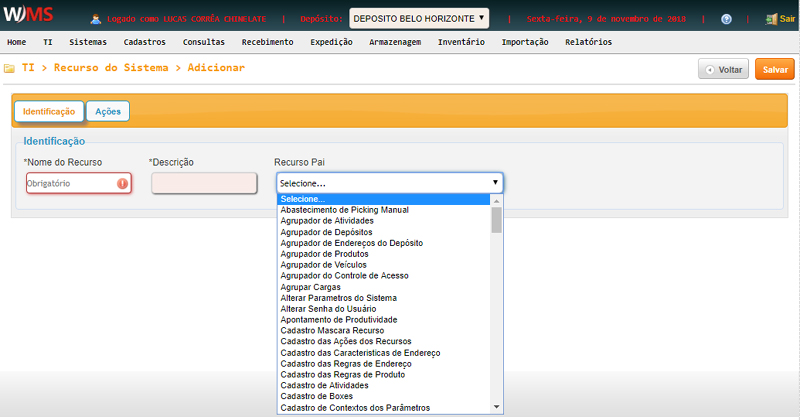 WMS Logado como LUCAS CORRÊA CHINELATE | Depósito: DEPOSITO BELO HORIZONTE | Sexta-feira, 9 de novembro de 2018 | | Sair
Home TI Sistemas Cadastros Consultas Recebimento Expedição Armazenagem Inventário Importação Relatórios
TI > Recurso do Sistema > Adicionar Voltar Salvar
Identificação Ações
Identificação
*Nome do Recurso *Descrição Recurso Pai
Obrigatório Selecione...
Selecione...
Abastecimento de Picking Manual
Agrupador de Atividades
Agrupador de Depósitos
Agrupador de Endereços do Depósito
Agrupador de Produtos
Agrupador de Veículos
Agrupador do Controle de Acesso
Agrupar Cargas
Alterar Parametros do Sistema
Alterar Senha do Usuário
Apontamento de Produtividade
Cadastro Mascara Recurso
Cadastro das Ações dos Recursos
Cadastro das Caracteristicas de Endereço
Cadastro das Regras de Endereço
Cadastro das Regras de Produto
Cadastro de Atividades
Cadastro de Boxes
Cadastro de Contextos dos Parâmetros